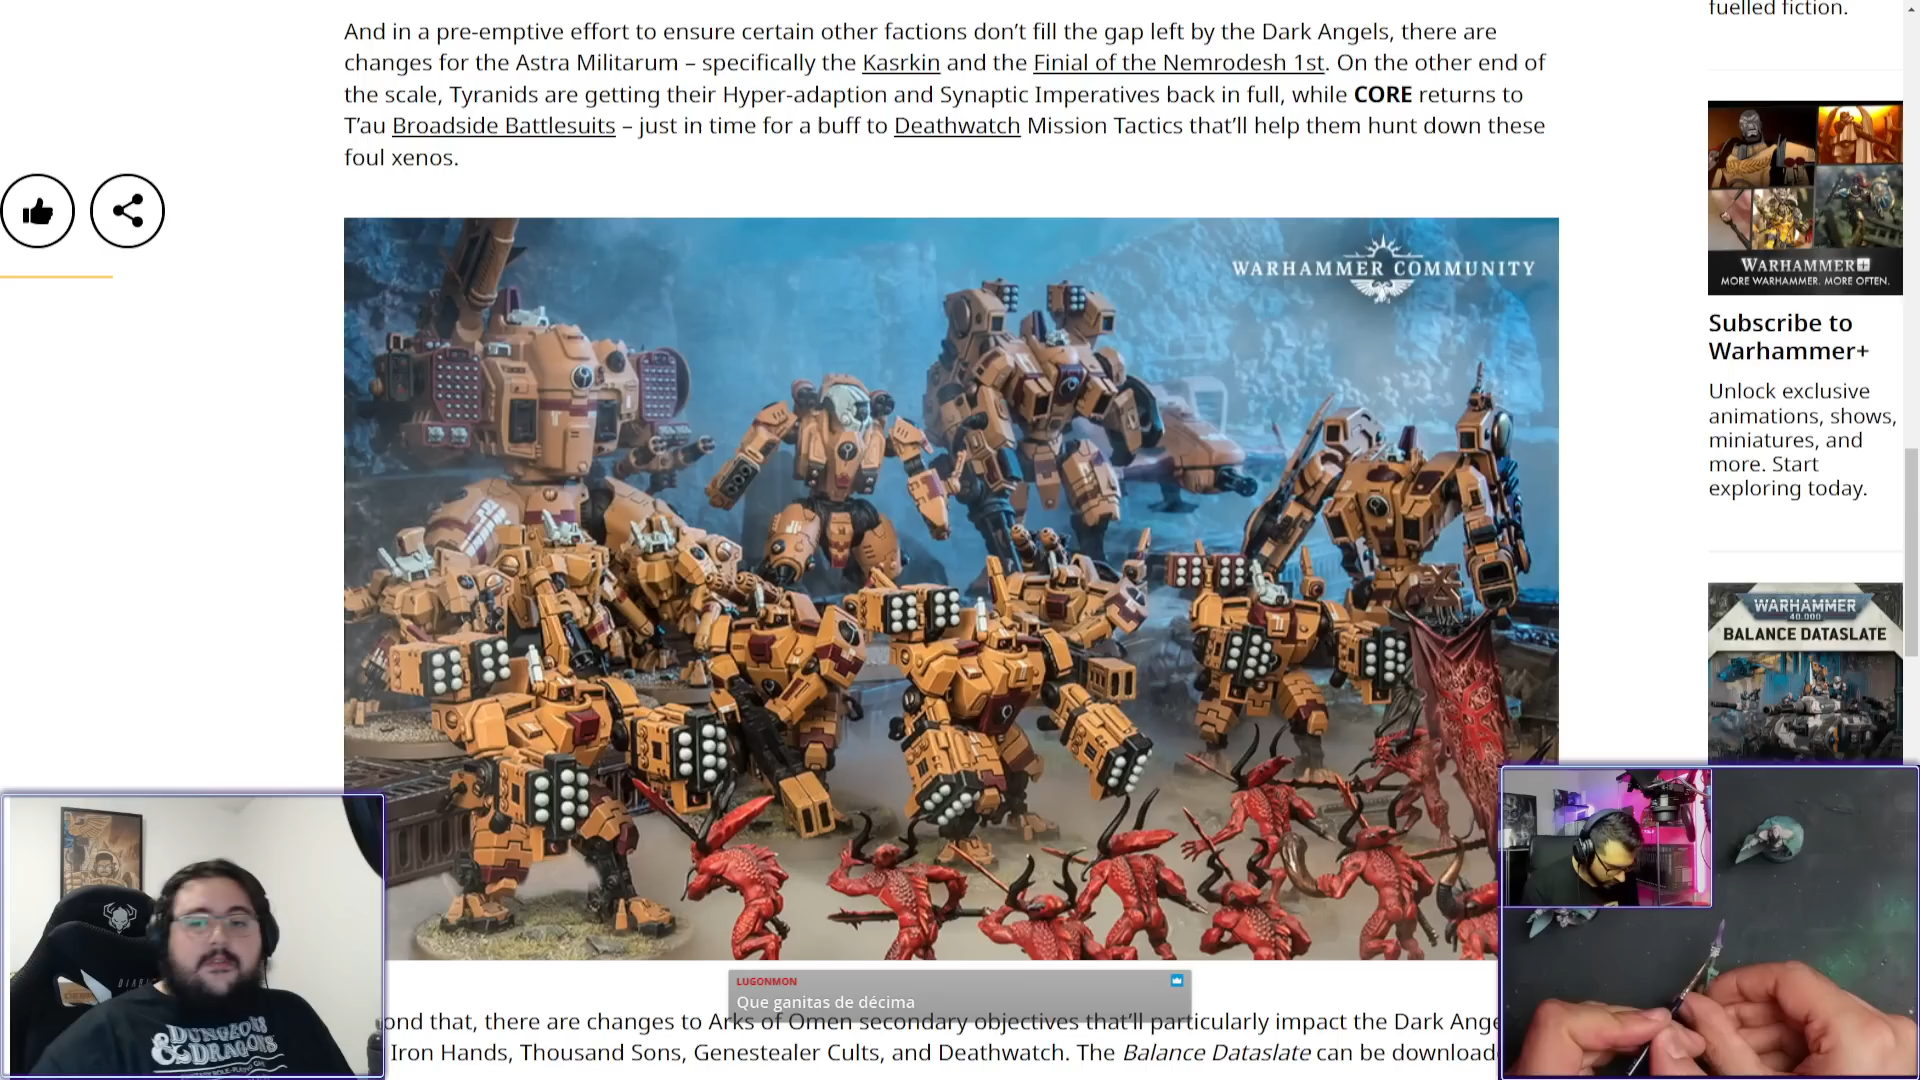 And in a pre-emptive effort to ensure certain other factions don’t fill the gap left by the Dark Angels, there are
changes for the Astra Militarum – specifically the Kasrkin and the Finial of the Nemrodesh 1st. On the other end of
the scale, Tyranids are getting their Hyper-adaption and Synaptic Imperatives back in full, while CORE returns to
T’au Broadside Battlesuits – just in time for a buff to Deathwatch Mission Tactics that’ll help them hunt down these
foul xenos.
WARHAMMER COMMUNITY
LUGONMON
Que ganitas de décima
ond that, there are changes to Arks of Omen secondary objectives that’ll particularly impact the Dark Ange
Iron Hands, Thousand Sons, Genestealer Cults, and Deathwatch. The Balance Dataslate can be download
fuelled fiction.
WARHAMMER+
MORE WARHAMMER. MORE OFTEN.
Subscribe to
Warhammer+
Unlock exclusive
animations, shows,
miniatures, and
more. Start
exploring today.
WARHAMMER
40,000
BALANCE DATASLATE
DUNGEONS
& DRAGONS